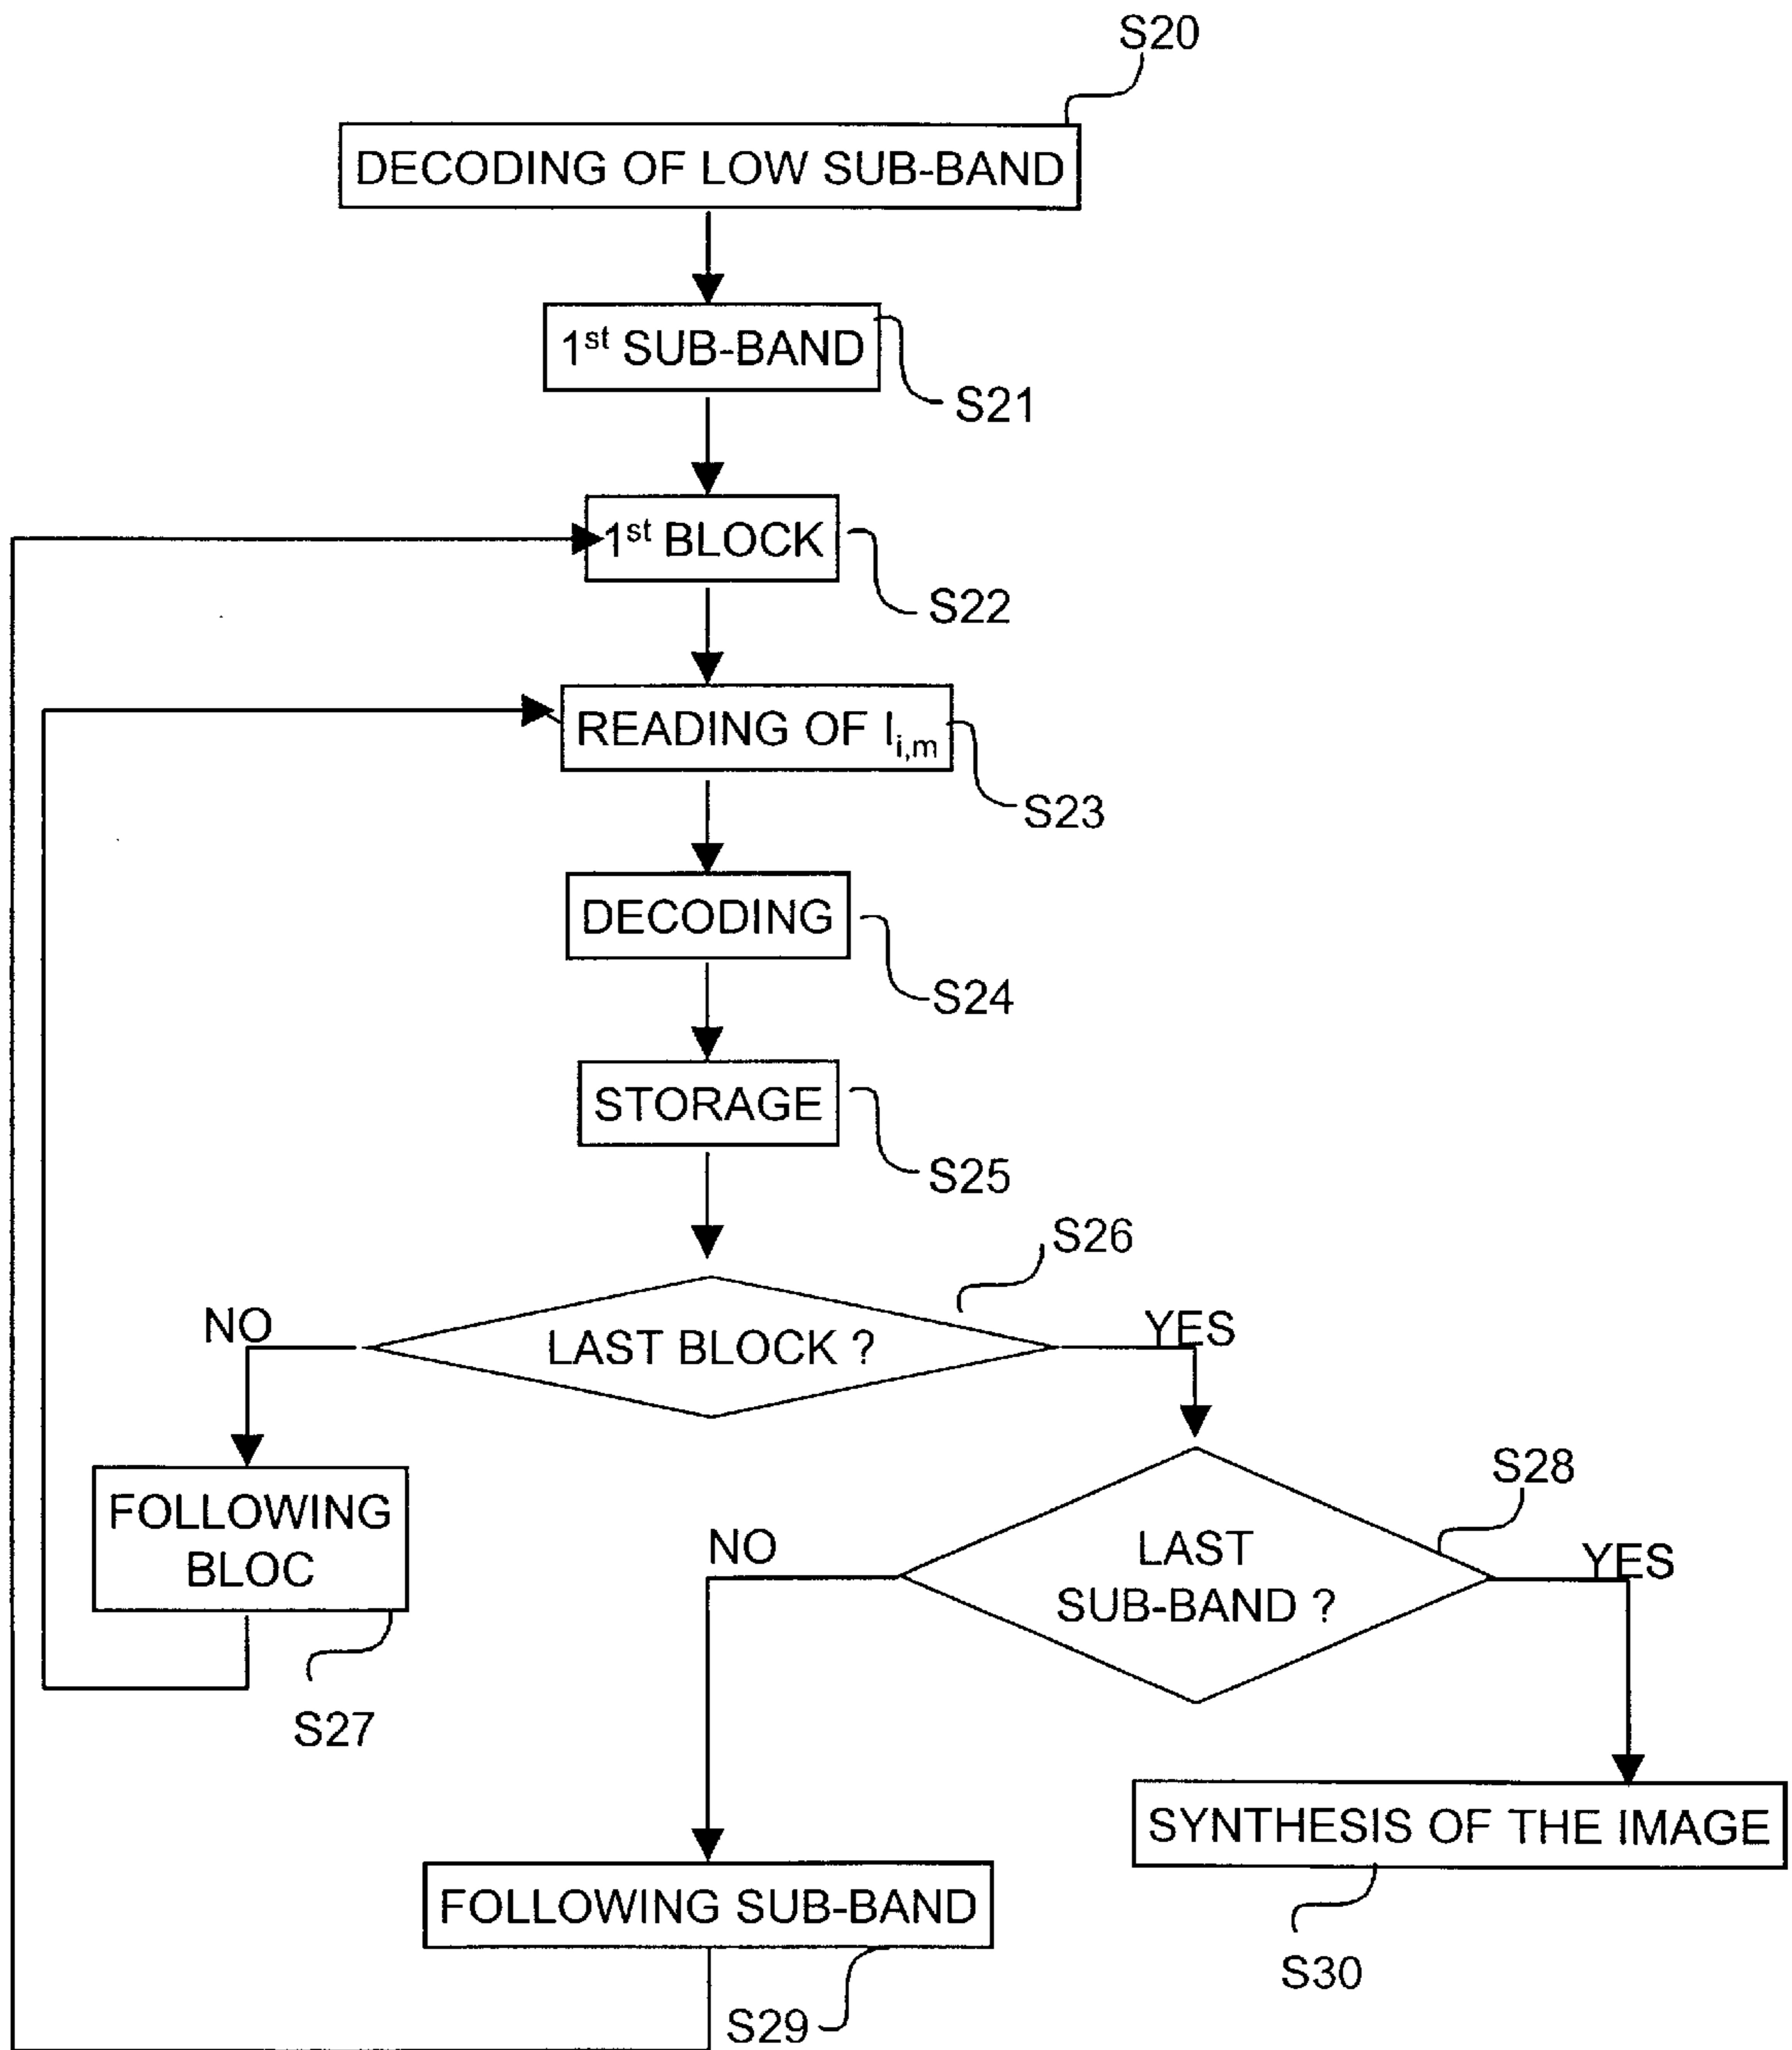 S20
DECODING OF LOW SUB-BAND
1st SUB-BAND
S21
1st BLOCK
S22
READING OF Ii,m
S23
DECODING
S24
STORAGE
S25
S26
NO
LAST BLOCK ?
YES
FOLLOWING
BLOC
S27
S28
NO
LAST
SUB-BAND ?
YES
SYNTHESIS OF THE IMAGE
S30
FOLLOWING SUB-BAND
S29